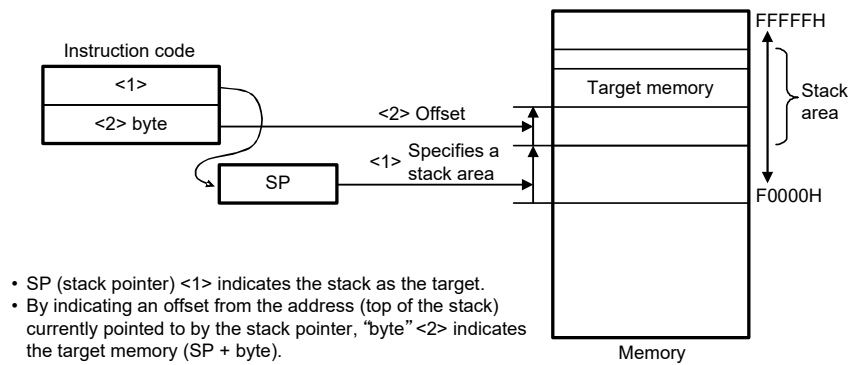 Instruction code
<1>
<2> byte
SP
<2> Offset
<1> Specifies a
stack area
FFFFFH
Target memory
Stack
area
F0000H
Memory
• SP (stack pointer) <1> indicates the stack as the target.
• By indicating an offset from the address (top of the stack)
currently pointed to by the stack pointer, “byte” <2> indicates
the target memory (SP + byte).